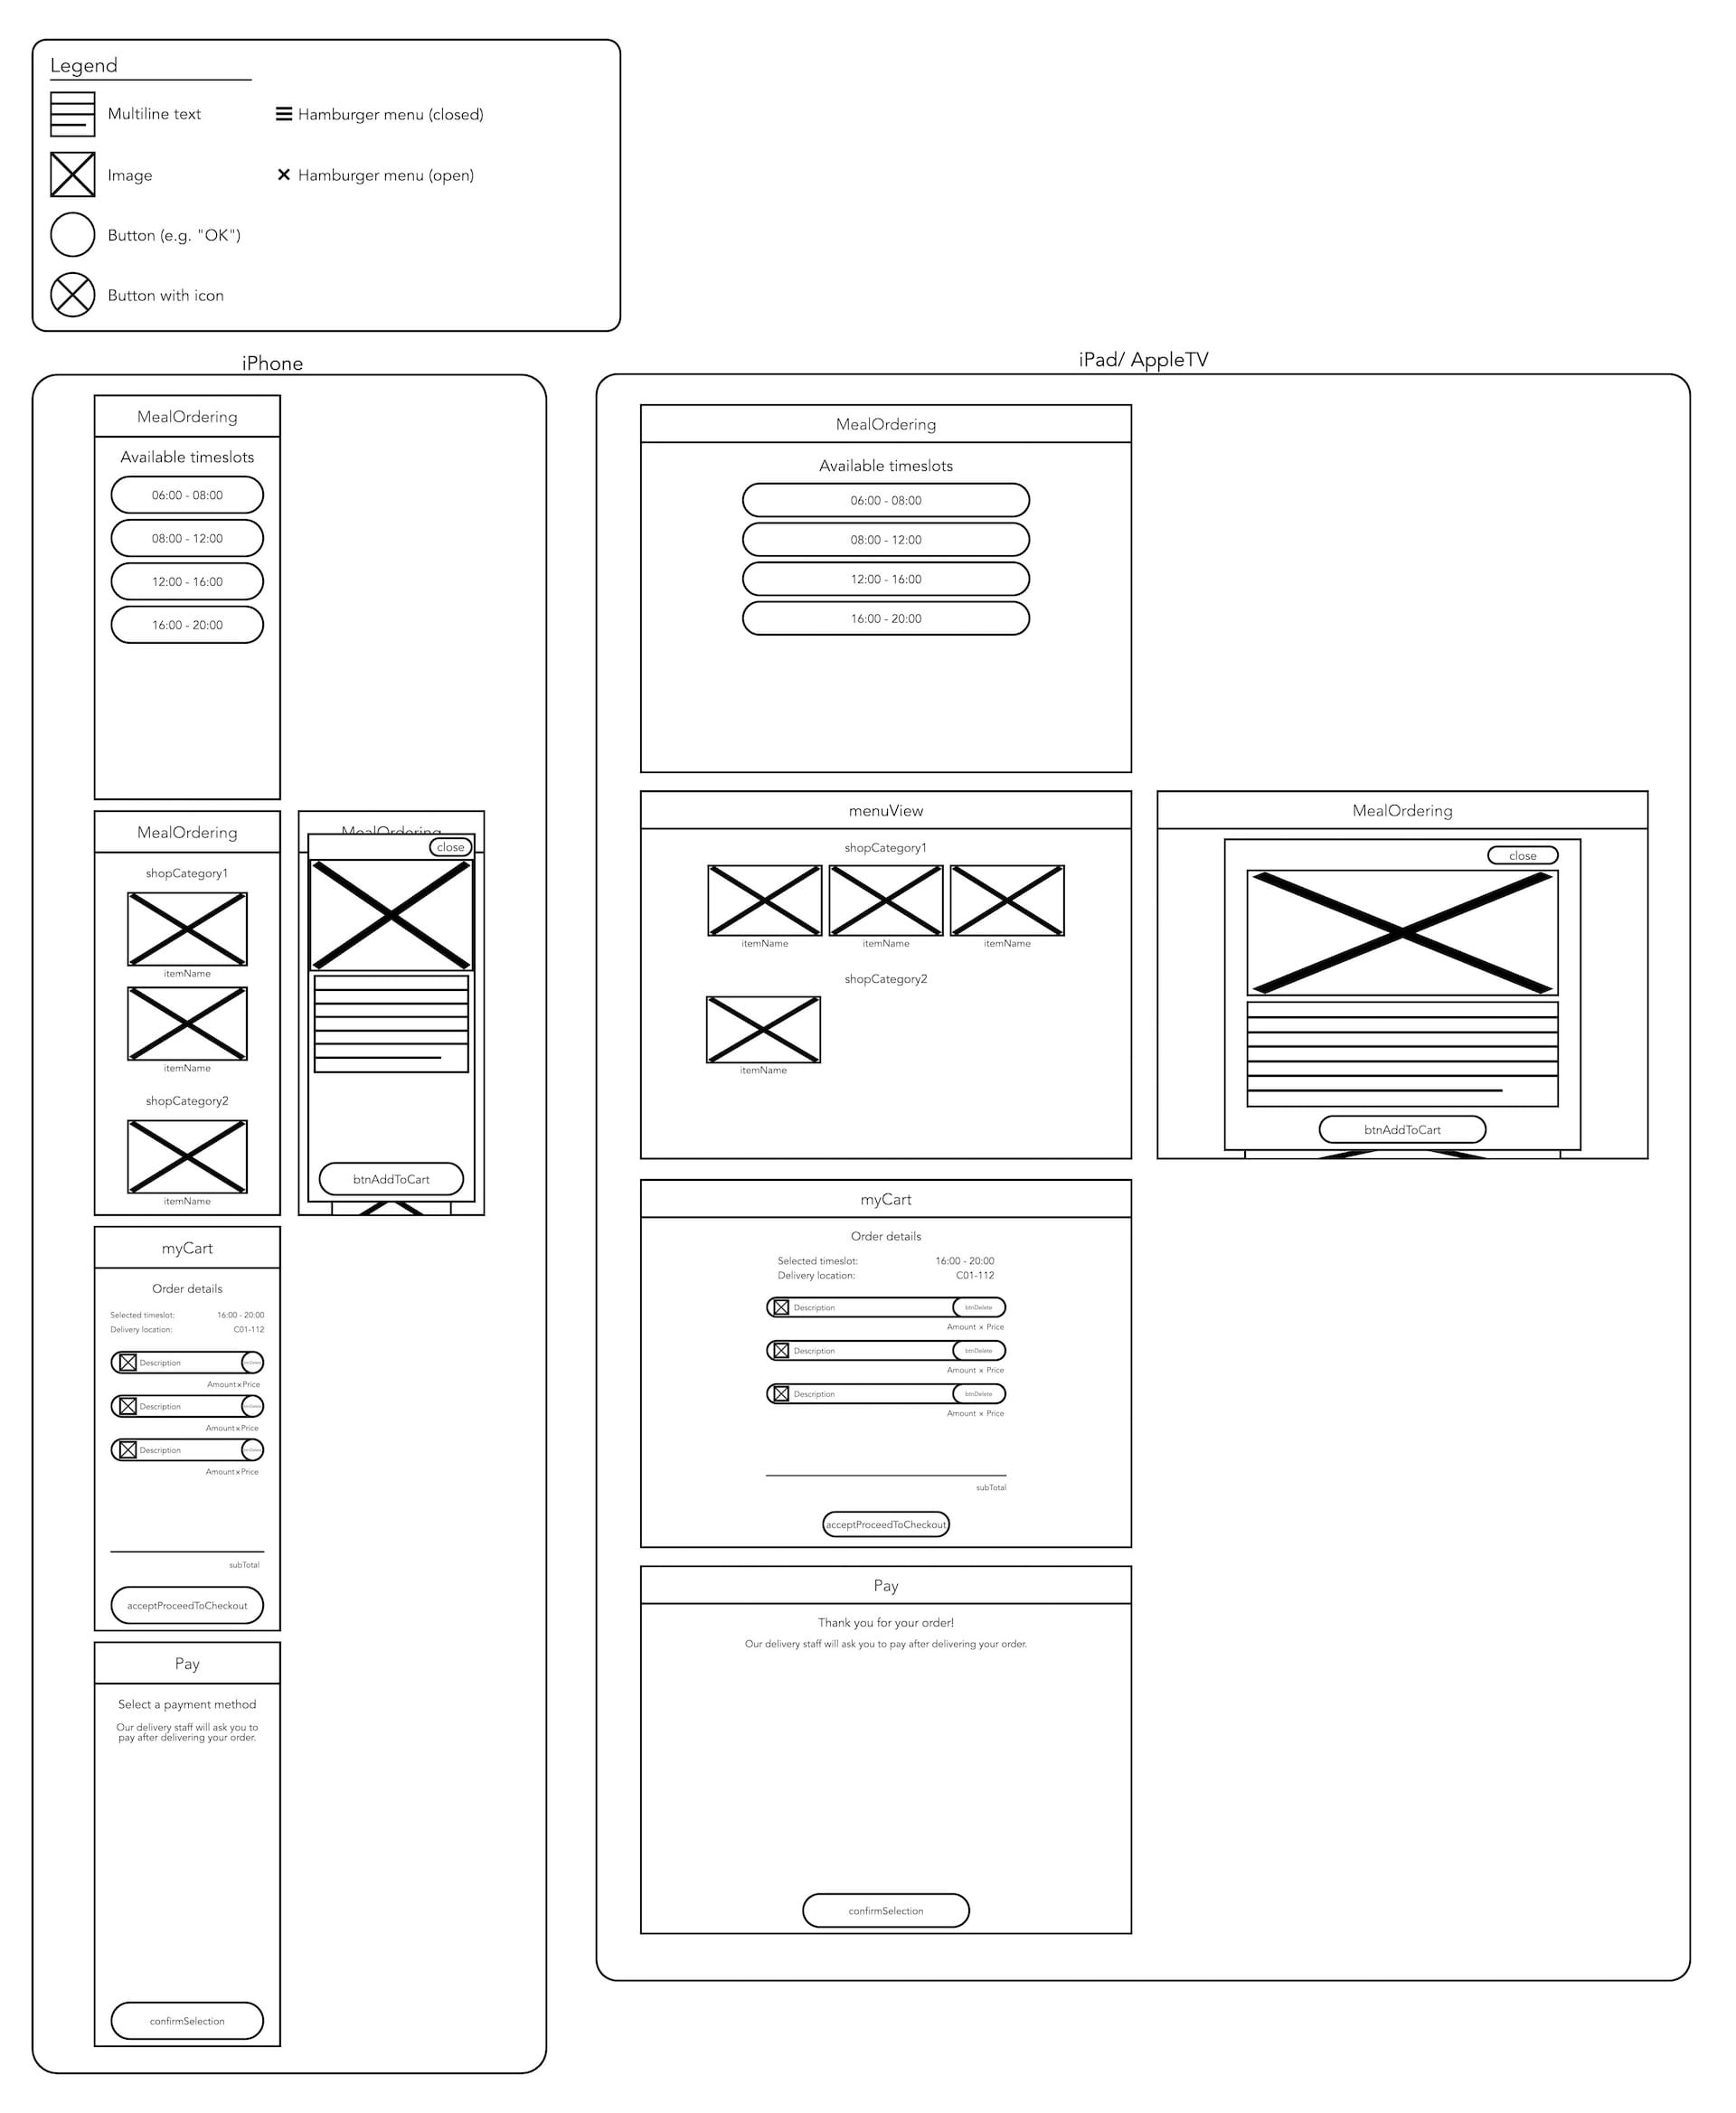 Legend
Multiline text
Hamburger menu (closed)
Image
Hamburger menu (open)
Button (e.g. "OK")
Button with icon
iPhone
MealOrdering
Available timeslots
06:00 - 08:00
08:00 - 12:00
12:00 - 16:00
16:00 - 20:00
MealOrdering
shopCategory1
itemName
itemName
shopCategory2
itemName
MealOrdering
close
btnAddToCart
myCart
Order details
Selected timeslot: 16:00 - 20:00
Delivery location: C01-112
Description
Amount x Price
Description
Amount x Price
Description
Amount x Price
subTotal
acceptProceedToCheckout
Pay
Select a payment method
Our delivery staff will ask you to
pay after delivering your order.
confirmSelection
iPad/ AppleTV
MealOrdering
Available timeslots
06:00 - 08:00
08:00 - 12:00
12:00 - 16:00
16:00 - 20:00
menuView
shopCategory1
itemName itemName itemName
shopCategory2
itemName
MealOrdering
close
btnAddToCart
myCart
Order details
Selected timeslot: 16:00 - 20:00
Delivery location: C01-112
Description btnDelete
Amount x Price
Description btnDelete
Amount x Price
Description btnDelete
Amount x Price
subTotal
acceptProceedToCheckout
Pay
Thank you for your order!
Our delivery staff will ask you to pay after delivering your order.
confirmSelection